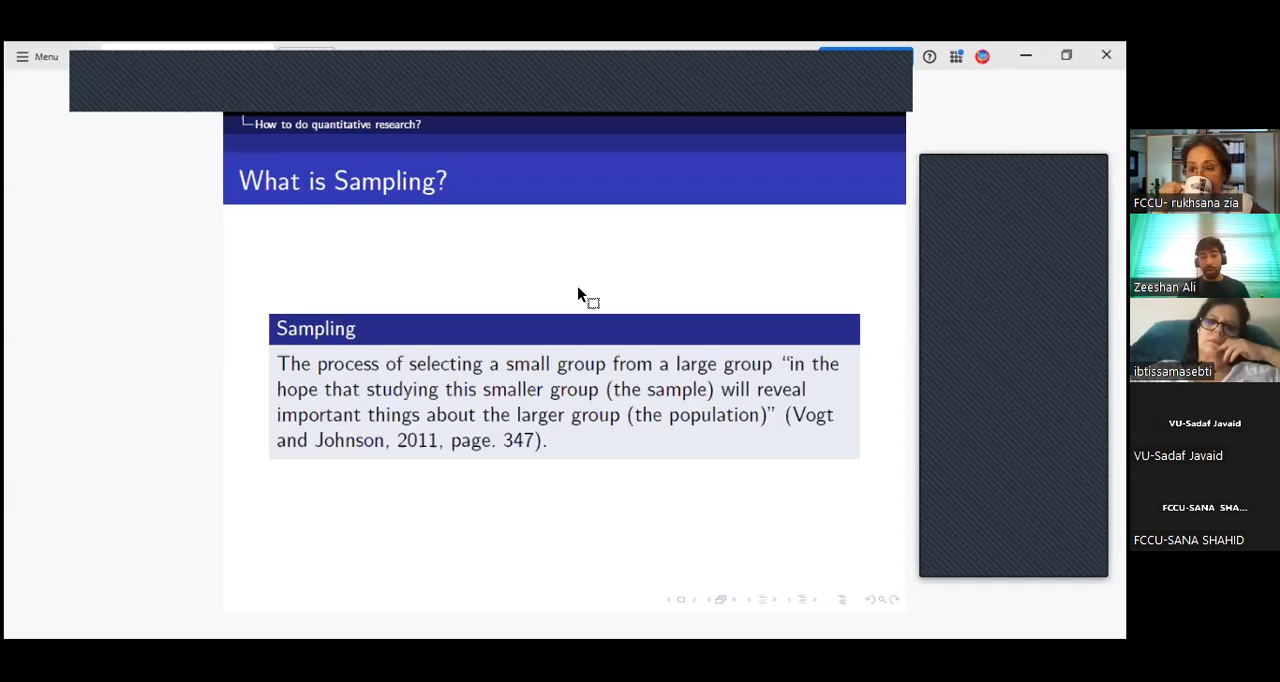 Menu
How to do quantitative research?
What is Sampling?
Sampling
The process of selecting a small group from a large group “in the
hope that studying this smaller group (the sample) will reveal
important things about the larger group (the population)” (Vogt
and Johnson, 2011, page. 347).
FCCU- rukhsana zia
Zeeshan Ali
ibtissamasebti
VU-Sadaf Javaid
VU-Sadaf Javaid
FCCU-SANA SHA...
FCCU-SANA SHAHID